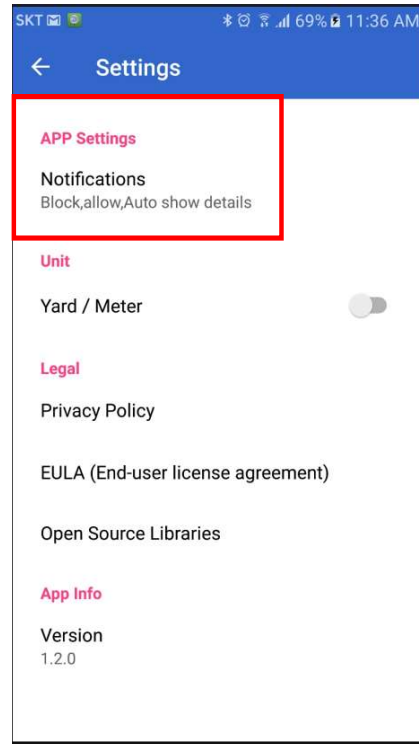 SKT 69% 11:36 AM
Settings
APP Settings
Notifications
Block,allow,Auto show details
Unit
Yard / Meter
Legal
Privacy Policy
EULA (End-user license agreement)
Open Source Libraries
App Info
Version
1.2.0